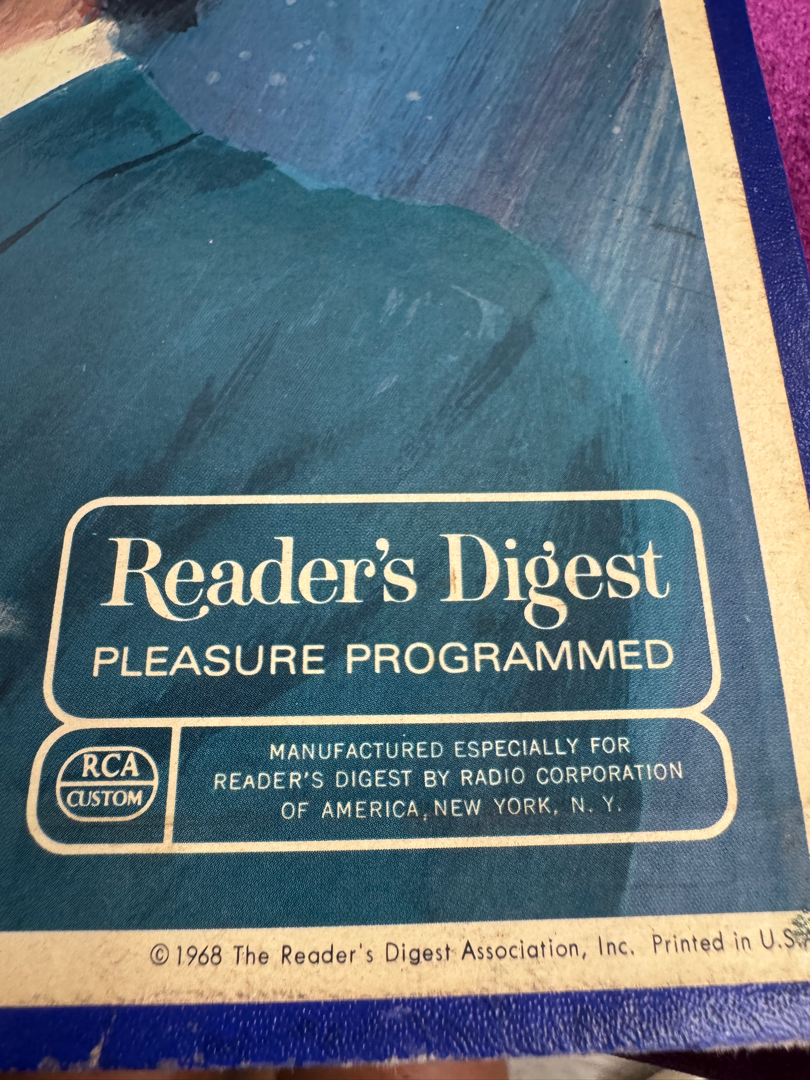 Reader's Digest
PLEASURE PROGRAMMED
RCA
CUSTOM
MANUFACTURED ESPECIALLY FOR
READER'S DIGEST BY RADIO CORPORATION
OF AMERICA, NEW YORK, N. Y.
© 1968 The Reader's Digest Association, Inc. Printed in U.S.